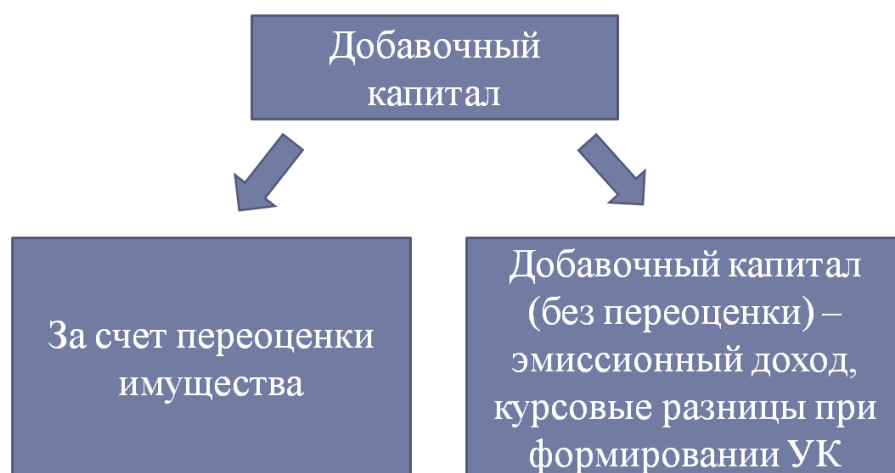 Добавочный
капитал
За счет переоценки
имущества
Добавочный капитал
(без переоценки) –
эмиссионный доход,
курсовые разницы при
формировании УК